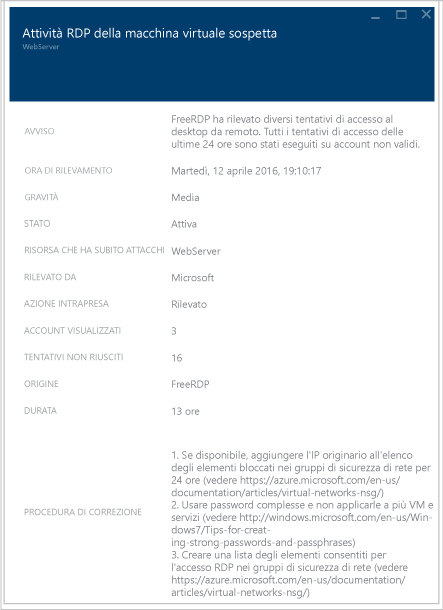 Attività RDP della macchina virtuale sospetta
WebServer
AVVISO
FreeRDP ha rilevato diversi tentativi di accesso al
desktop da remoto. Tutti i tentativi di accesso delle
ultime 24 ore sono stati eseguiti su account non validi.
ORA DI RILEVAMENTO
Martedì, 12 aprile 2016, 19:10:17
GRAVITÀ
Media
STATO
Attiva
RISORSA CHE HA SUBITO ATTACCHI
WebServer
RILEVATO DA
Microsoft
AZIONE INTRAPRESA
Rilevato
ACCOUNT VISUALIZZATI
3
TENTATIVI NON RIUSCITI
16
ORIGINE
FreeRDP
DURATA
13 ore
PROCEDURA DI CORREZIONE
1. Se disponibile, aggiungere l'IP originario all'elenco
degli elementi bloccati nei gruppi di sicurezza di rete per
24 ore (vedere https://azure.microsoft.com/en-us/
documentation/articles/virtual-networks-nsg/)
2. Usare password complesse e non applicarle a più VM e
servizi (vedere http://windows.microsoft.com/en-us/Win-
dows7/Tips-for-creat-
ing-strong-passwords-and-passphrases)
3. Creare una lista degli elementi consentiti per
l'accesso RDP nei gruppi di sicurezza di rete (vedere
https://azure.microsoft.com/en-us/documentation/
articles/virtual-networks-nsg/)